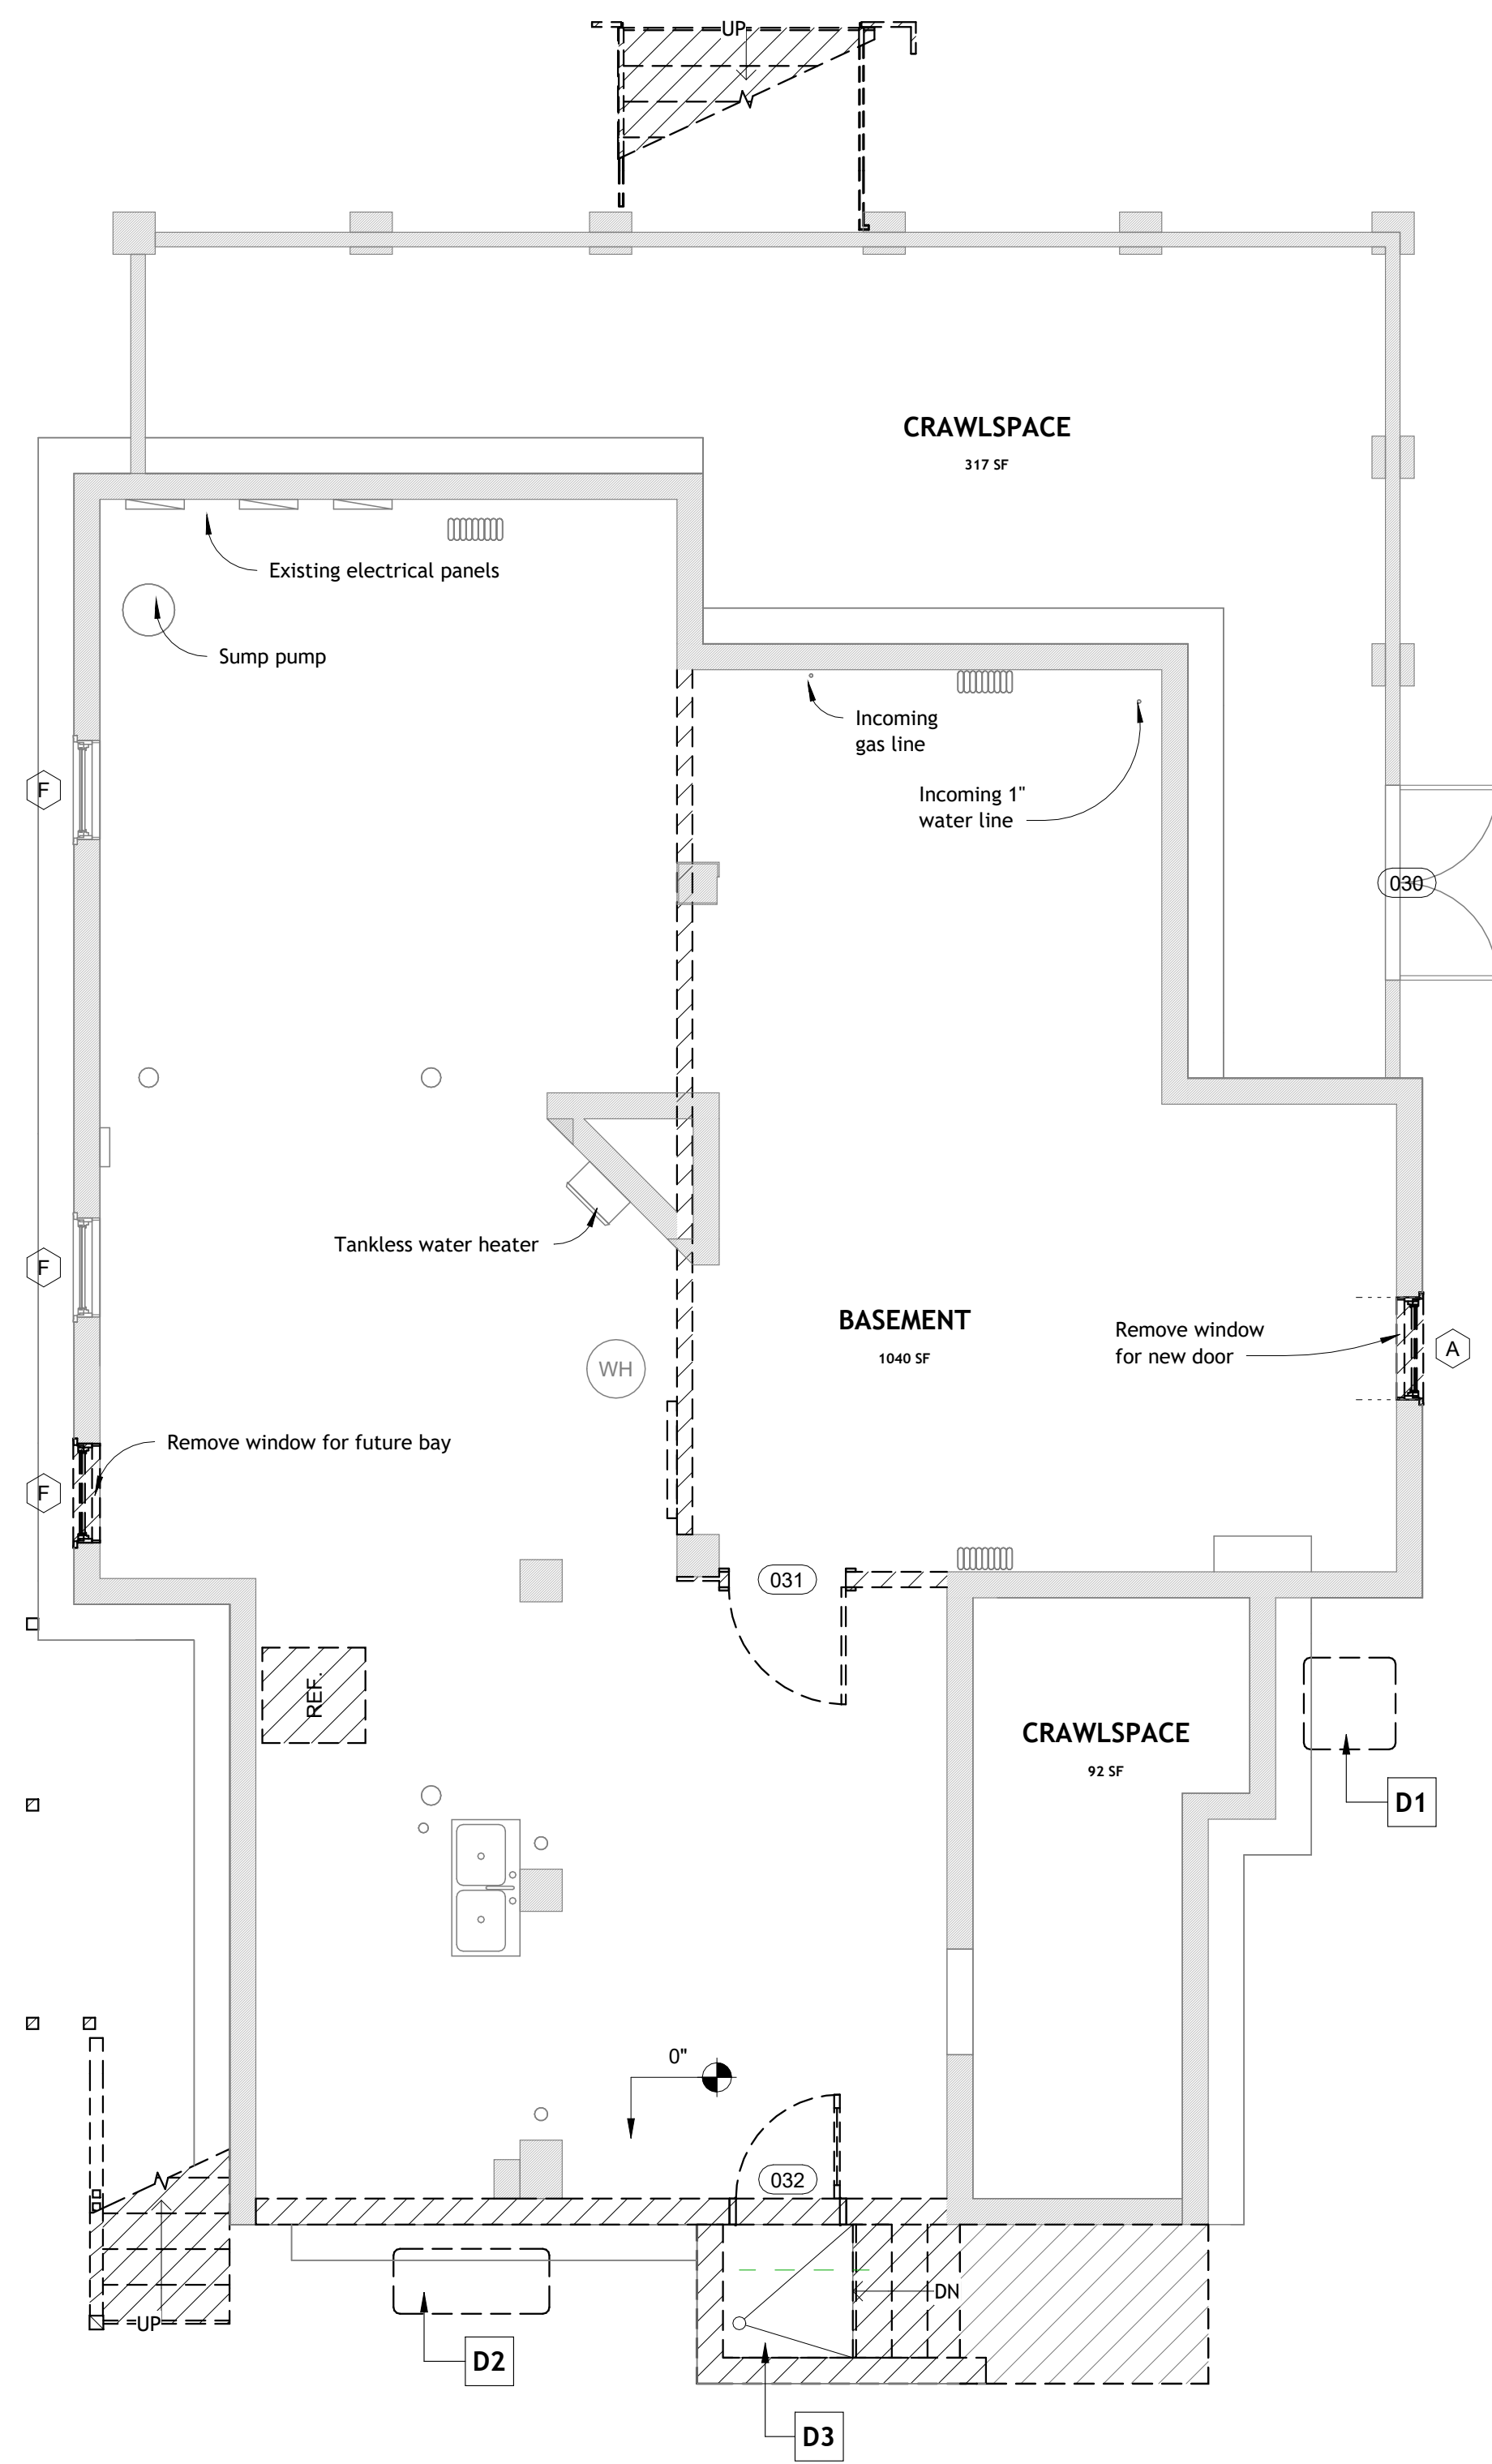 UP
CRAWLSPACE
317 SF
Existing electrical panels
Sump pump
Incoming
gas line
Incoming 1"
water line
F
030
Tankless water heater
F
BASEMENT
1040 SF
Remove window
for new door
A
WH
Remove window for future bay
F
031
REF.
CRAWLSPACE
92 SF
D1
0"
032
DN
UP
D2
D3